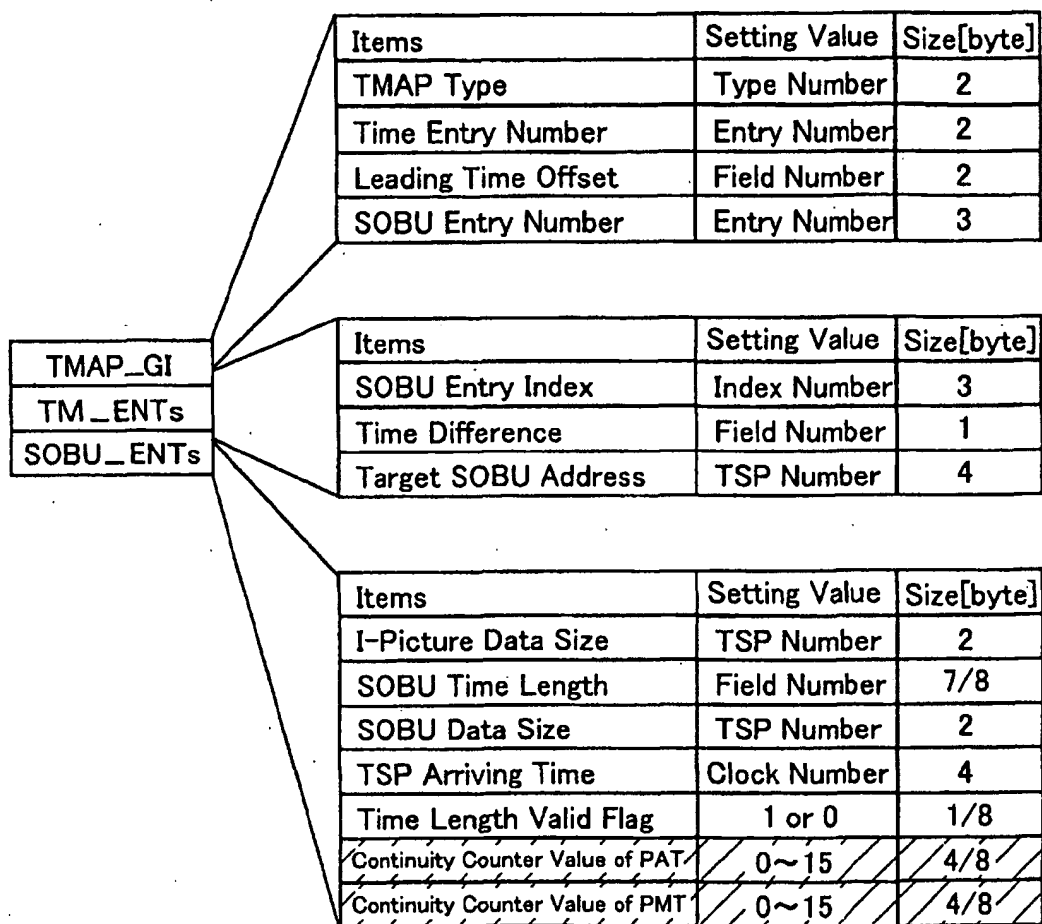 Items Setting Value Size[byte]
TMAP Type Type Number 2
Time Entry Number Entry Number 2
Leading Time Offset Field Number 2
SOBU Entry Number Entry Number 3
TMAP_GI
TM_ENTs
SOBU_ENTs
Items Setting Value Size[byte]
SOBU Entry Index Index Number 3
Time Difference Field Number 1
Target SOBU Address TSP Number 4
Items Setting Value Size[byte]
I-Picture Data Size TSP Number 2
SOBU Time Length Field Number 7/8
SOBU Data Size TSP Number 2
TSP Arriving Time Clock Number 4
Time Length Valid Flag 1 or 0 1/8
Continuity Counter Value of PAT 0~15 4/8
Continuity Counter Value of PMT 0~15 4/8